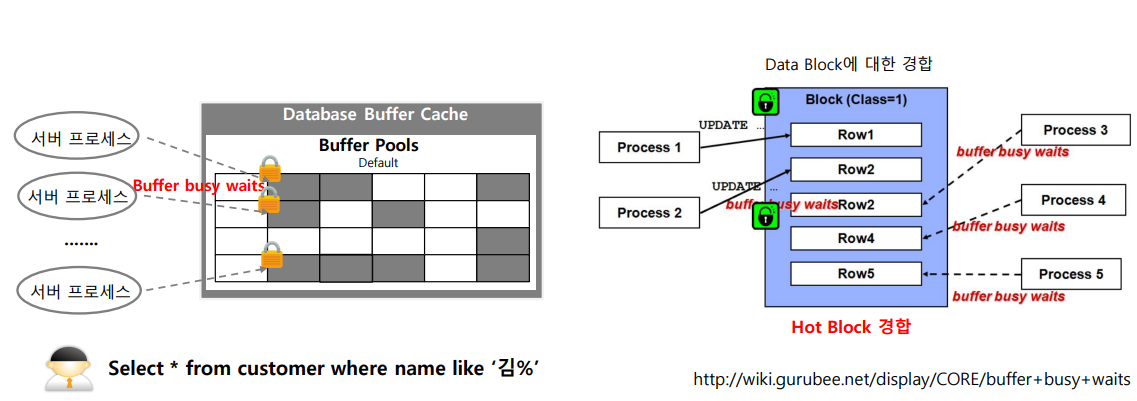 Database Buffer Cache
Buffer Pools
Default
서버 프로세스
서버 프로세스
Buffer busy waits
.......
서버 프로세스
Select * from customer where name like ‘김%’
Data Block에 대한 경합
Block (Class=1)
UPDATE …
Process 1
Row1
Process 3
buffer busy waits
Row2
UPDATE …
Process 2
buffer busy waits
Row2
Process 4
buffer busy waits
Row4
Row5
Process 5
buffer busy waits
Hot Block 경합
http://wiki.gurubee.net/display/CORE/buffer+busy+waits